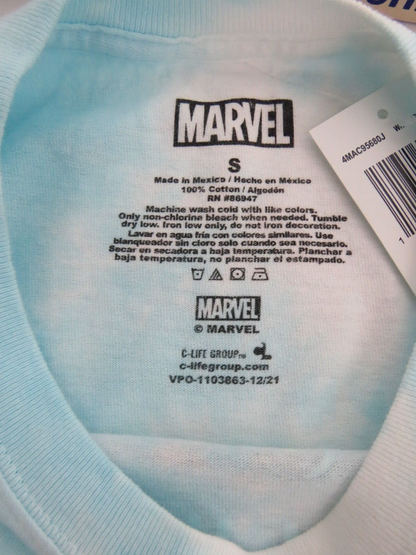 MARVEL
S
Made in Mexico / Hecho en México
100% Cotton / Algodón
RN #86947
Machine wash cold with like colors.
Only non-chlorine bleach when needed. Tumble
dry low. Iron low only, do not iron decoration.
Lavar en agua fría con colores similares. Use
blanqueador sin cloro solo cuando sea necesario.
Secar en secadora a baja temperatura. Planchar a
baja temperatura, no planchar el estampado.
MARVEL
© MARVEL
C-LIFE GROUP
c-lifegroup.com
VPO-1103863-12/21
4MAC95680J